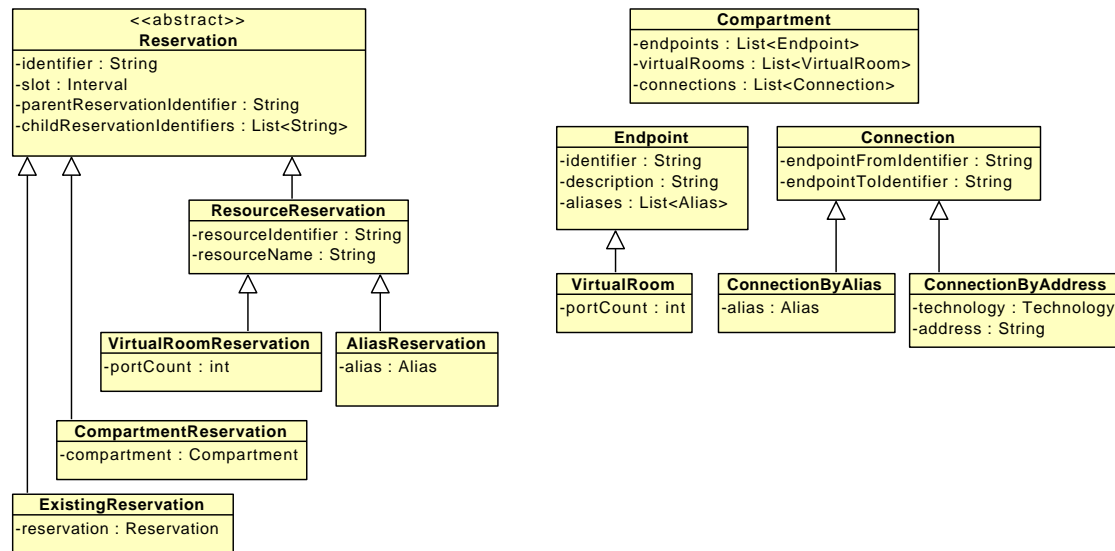 <<abstract>>
Reservation
-identifier : String
-slot : Interval
-parentReservationIdentifier : String
-childReservationIdentifiers : List<String>
Compartment
-endpoints : List<Endpoint>
-virtualRooms : List<VirtualRoom>
-connections : List<Connection>
Endpoint
-identifier : String
-description : String
-aliases : List<Alias>
Connection
-endpointFromIdentifier : String
-endpointToIdentifier : String
ResourceReservation
-resourceIdentifier : String
-resourceName : String
VirtualRoom
-portCount : int
ConnectionByAlias
-alias : Alias
ConnectionByAddress
-technology : Technology
-address : String
VirtualRoomReservation
-portCount : int
AliasReservation
-alias : Alias
CompartmentReservation
-compartment : Compartment
ExistingReservation
-reservation : Reservation